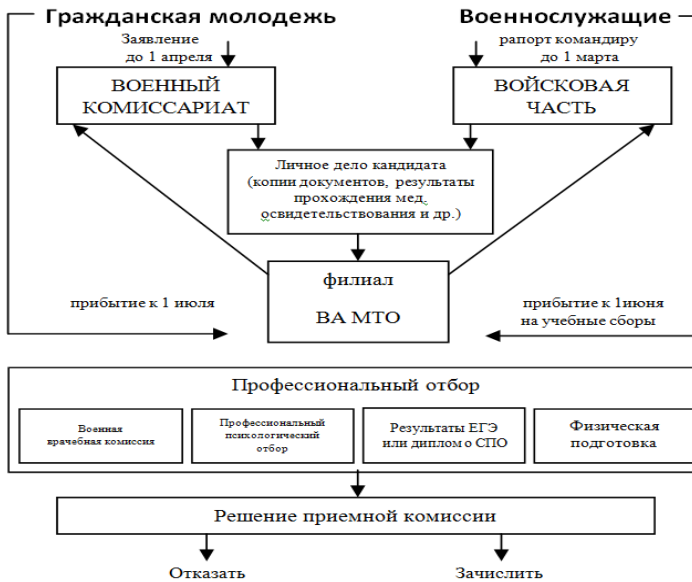 Гражданская молодежь
Военнослужащие
Заявление
до 1 апреля
рапорт командиру
до 1 марта
ВОЕННЫЙ
КОМИССАРИАТ
ВОЙСКОВАЯ
ЧАСТЬ
Личное дело кандидата
(копии документов, результаты
прохождения мед.
освидетельствования и др.)
филиал
ВА МТО
прибытие к 1 июля
прибытие к 1июня
на учебные сборы
Профессиональный отбор
Военная
врачебная комиссия
Профессиональный
психологический
отбор
Результаты ЕГЭ
или диплом о СПО
Физическая
подготовка
Решение приемной комиссии
Отказать
Зачислить